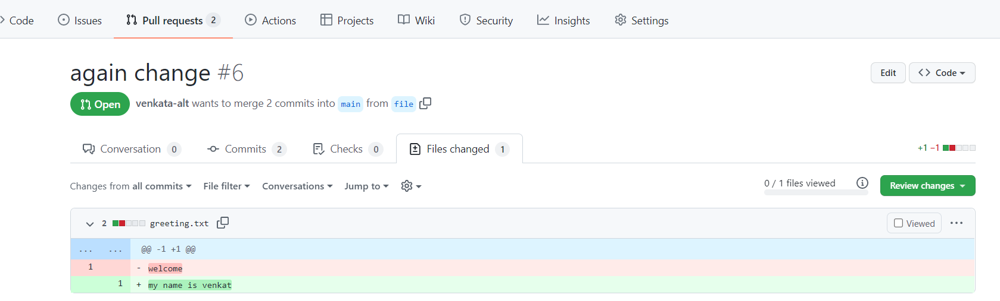 Code Issues Pull requests 2 Actions Projects Wiki Security Insights Settings
again change #6
Edit <> Code
Open venkata-alt wants to merge 2 commits into main from file
Conversation 0 Commits 2 Checks 0 Files changed 1 +1 −1
Changes from all commits File filter Conversations Jump to 0 / 1 files viewed Review changes
2 greeting.txt Viewed ...
... ... @@ -1 +1 @@
1 - welcome
1 + my name is venkat